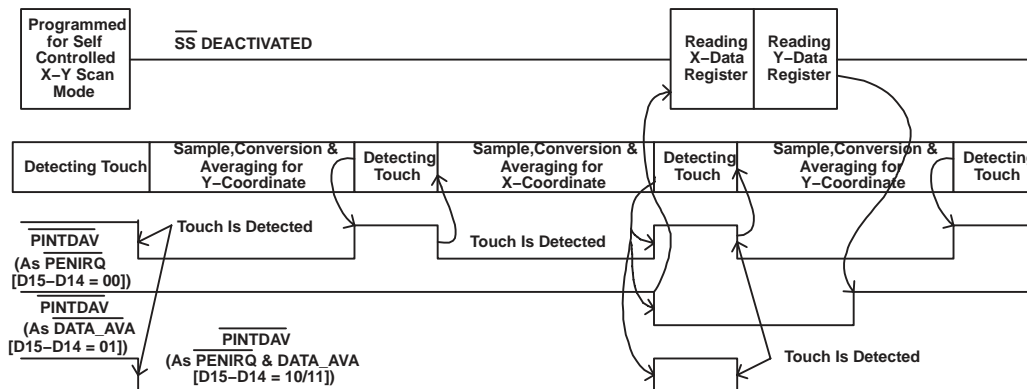 Programmed
for Self
Controlled
X–Y Scan
Mode
SS DEACTIVATED
Reading
X–Data
Register
Reading
Y–Data
Register
Detecting Touch
Sample,Conversion &
Averaging for
Y–Coordinate
Detecting
Touch
Sample,Conversion &
Averaging for
X–Coordinate
Detecting
Touch
Sample,Conversion &
Averaging for
Y–Coordinate
Detecting
Touch
PINTDAV
(As PENIRQ
[D15–D14 = 00])
Touch Is Detected
Touch Is Detected
PINTDAV
(As DATA_AVA
[D15–D14 = 01])
PINTDAV
(As PENIRQ & DATA_AVA
[D15–D14 = 10/11])
Touch Is Detected